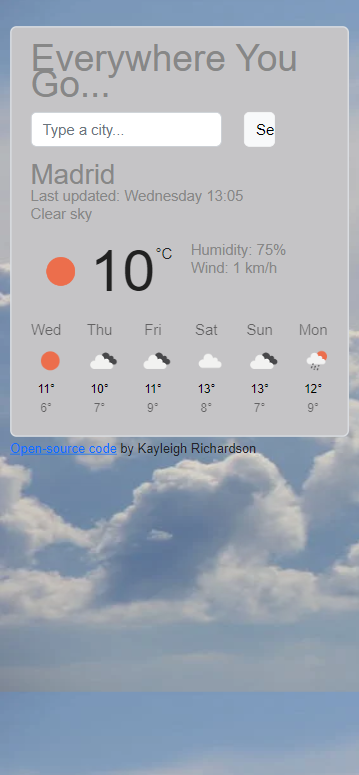 Everywhere You
Go...
Type a city...
Se
Madrid
Last updated: Wednesday 13:05
Clear sky
10°C
Humidity: 75%
Wind: 1 km/h
Wed Thu Fri Sat Sun Mon
11° 10° 11° 13° 13° 12°
6° 7° 9° 8° 7° 9°
Open-source code by Kayleigh Richardson